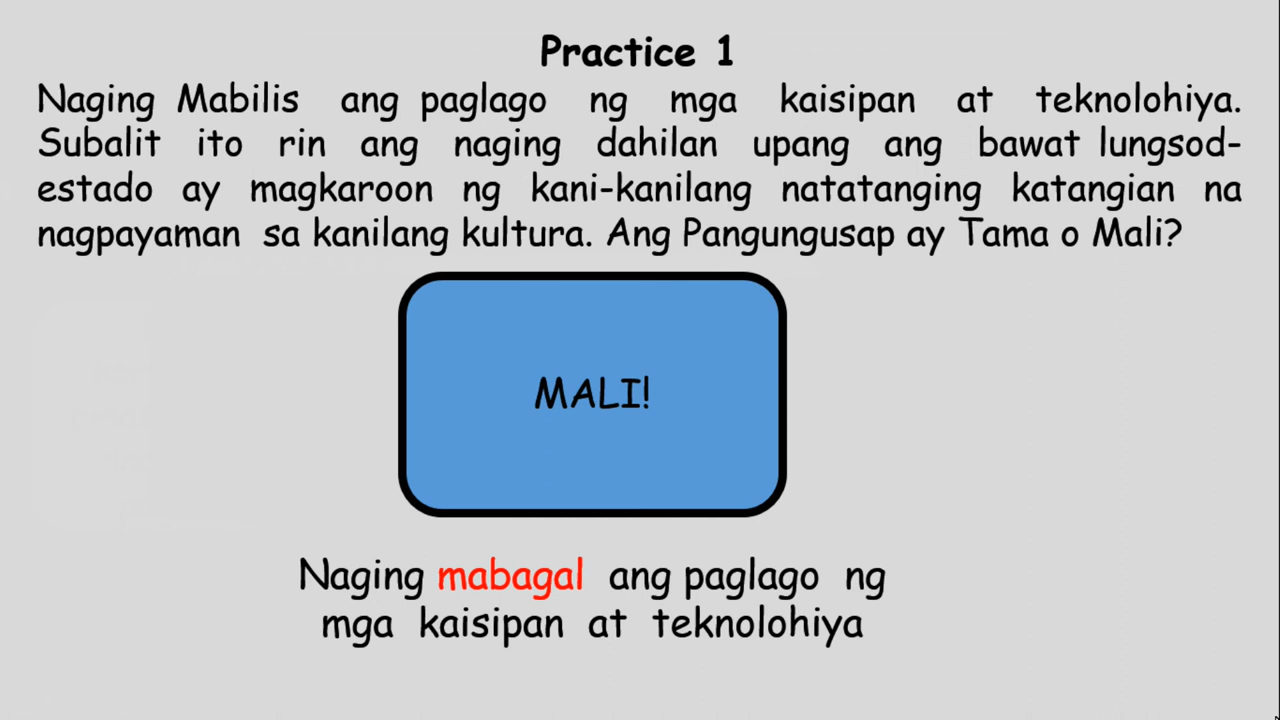 Practice 1
Naging Mabilis ang paglago ng mga kaisipan at teknolohiya.
Subalit ito rin ang naging dahilan upang ang bawat lungsod-
estado ay magkaroon ng kani-kanilang natatanging katangian na
nagpayaman sa kanilang kultura. Ang Pangungusap ay Tama o Mali?
MALI!
Naging mabagal ang paglago ng
mga kaisipan at teknolohiya